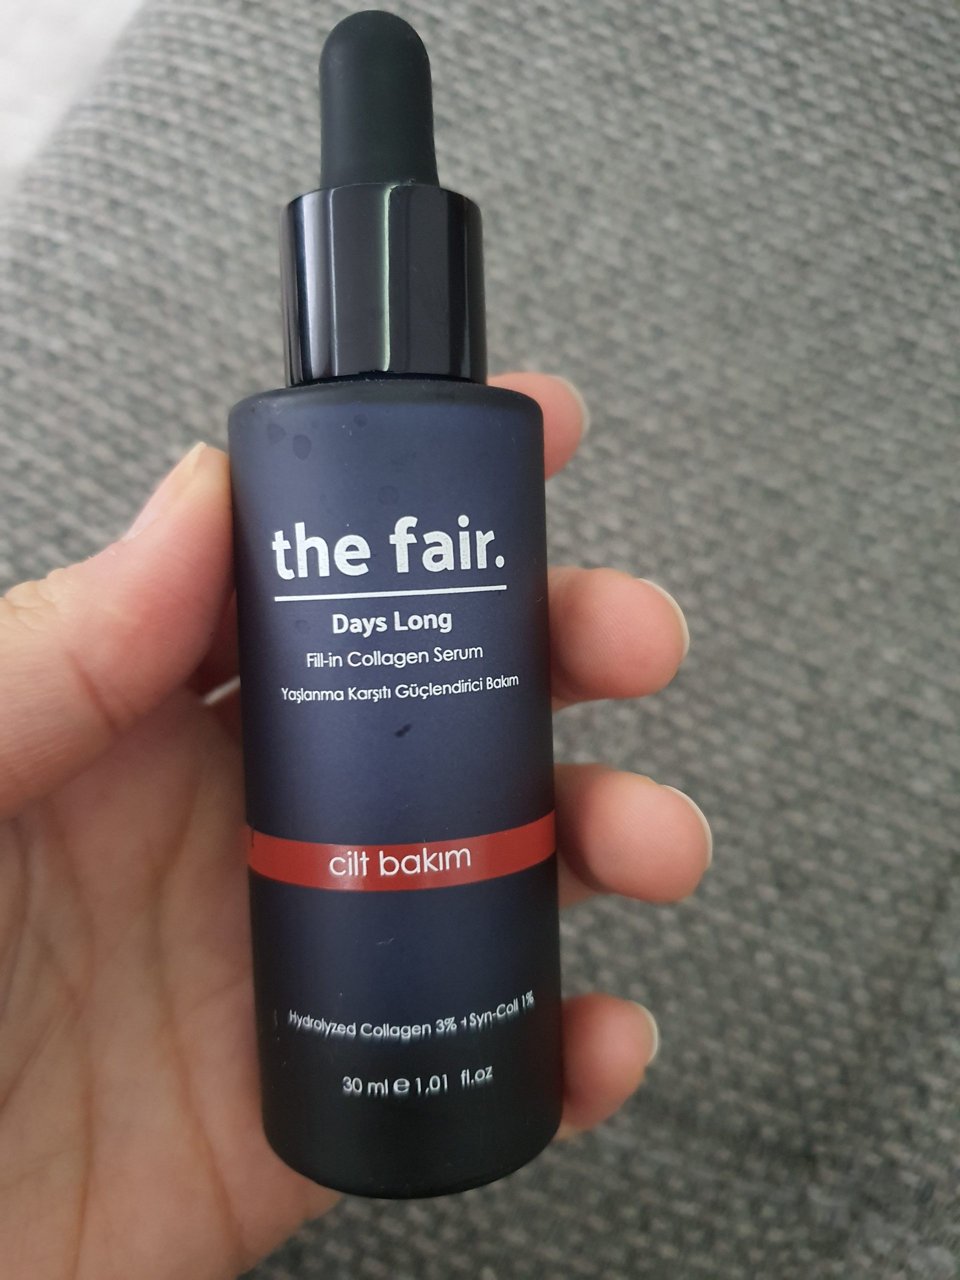 the fair.
Days Long
Fill-in Collagen Serum
Yaşlanma Karşıtı Güçlendirici Bakım
cilt bakım
Hydrolyzed Collagen 3% + Syn-Coll 1%
30 ml e 1,01 fl.oz